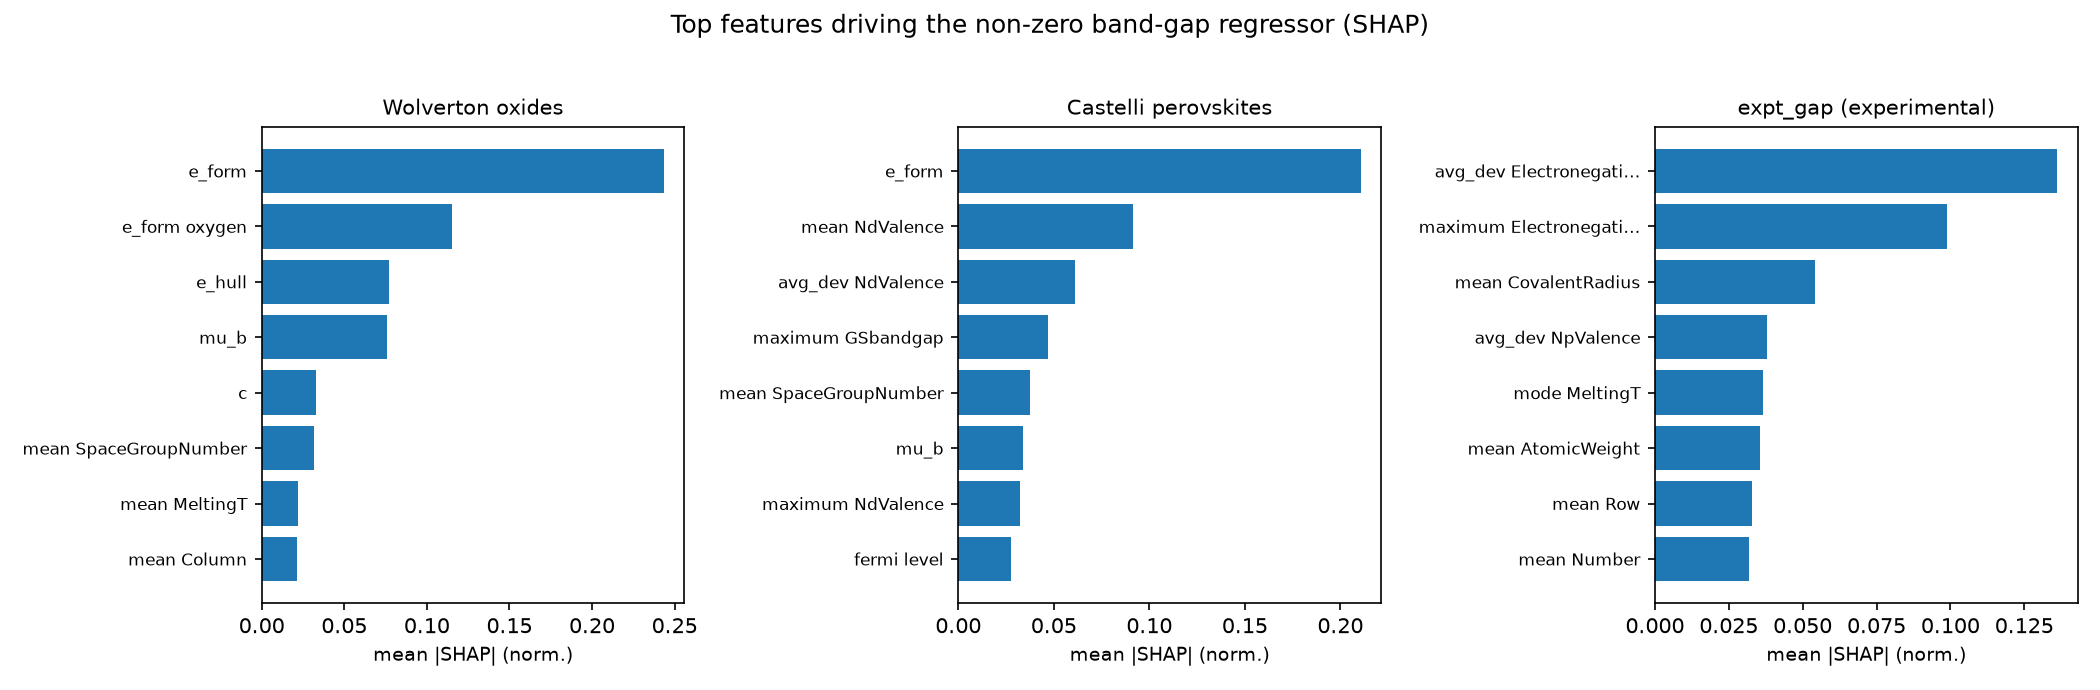 Top features driving the non-zero band-gap regressor (SHAP)
Wolverton oxides
e_form
e_form oxygen
e_hull
mu_b
c
mean SpaceGroupNumber
mean MeltingT
mean Column
0.00 0.05 0.10 0.15 0.20 0.25
mean |SHAP| (norm.)
Castelli perovskites
e_form
mean NdValence
avg_dev NdValence
maximum GSbandgap
mean SpaceGroupNumber
mu_b
maximum NdValence
fermi level
0.00 0.05 0.10 0.15 0.20
mean |SHAP| (norm.)
expt_gap (experimental)
avg_dev Electronegati…
maximum Electronegati…
mean CovalentRadius
avg_dev NpValence
mode MeltingT
mean AtomicWeight
mean Row
mean Number
0.000 0.025 0.050 0.075 0.100 0.125
mean |SHAP| (norm.)